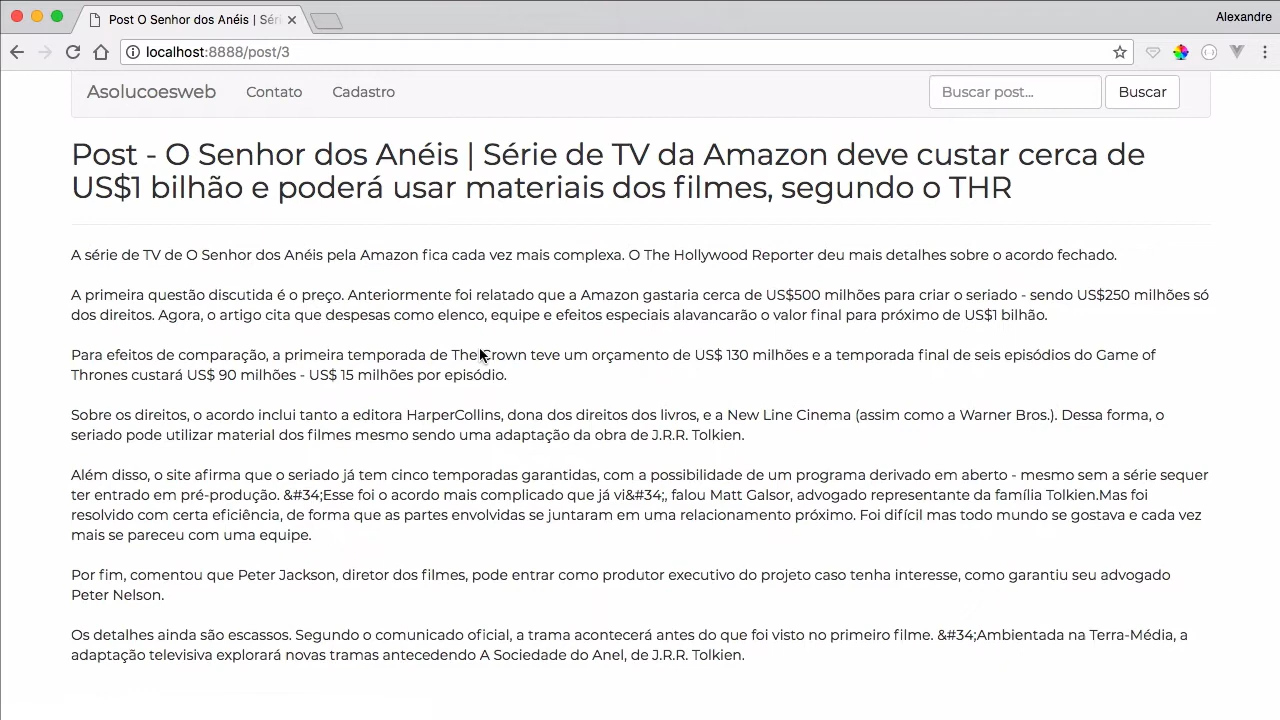 Post O Senhor dos Anéis | Séri
Alexandre
localhost:8888/post/3
Asolucoesweb Contato Cadastro Buscar post... Buscar
Post - O Senhor dos Anéis | Série de TV da Amazon deve custar cerca de
US$1 bilhão e poderá usar materiais dos filmes, segundo o THR
A série de TV de O Senhor dos Anéis pela Amazon fica cada vez mais complexa. O The Hollywood Reporter deu mais detalhes sobre o acordo fechado.
A primeira questão discutida é o preço. Anteriormente foi relatado que a Amazon gastaria cerca de US$500 milhões para criar o seriado - sendo US$250 milhões só
dos direitos. Agora, o artigo cita que despesas como elenco, equipe e efeitos especiais alavancarão o valor final para próximo de US$1 bilhão.
Para efeitos de comparação, a primeira temporada de The Crown teve um orçamento de US$ 130 milhões e a temporada final de seis episódios do Game of
Thrones custará US$ 90 milhões - US$ 15 milhões por episódio.
Sobre os direitos, o acordo inclui tanto a editora HarperCollins, dona dos direitos dos livros, e a New Line Cinema (assim como a Warner Bros.). Dessa forma, o
seriado pode utilizar material dos filmes mesmo sendo uma adaptação da obra de J.R.R. Tolkien.
Além disso, o site afirma que o seriado já tem cinco temporadas garantidas, com a possibilidade de um programa derivado em aberto - mesmo sem a série sequer
ter entrado em pré-produção. &#34;Esse foi o acordo mais complicado que já vi&#34;, falou Matt Galsor, advogado representante da família Tolkien.Mas foi
resolvido com certa eficiência, de forma que as partes envolvidas se juntaram em uma relacionamento próximo. Foi difícil mas todo mundo se gostava e cada vez
mais se pareceu com uma equipe.
Por fim, comentou que Peter Jackson, diretor dos filmes, pode entrar como produtor executivo do projeto caso tenha interesse, como garantiu seu advogado
Peter Nelson.
Os detalhes ainda são escassos. Segundo o comunicado oficial, a trama acontecerá antes do que foi visto no primeiro filme. &#34;Ambientada na Terra-Média, a
adaptação televisiva explorará novas tramas antecedendo A Sociedade do Anel, de J.R.R. Tolkien.